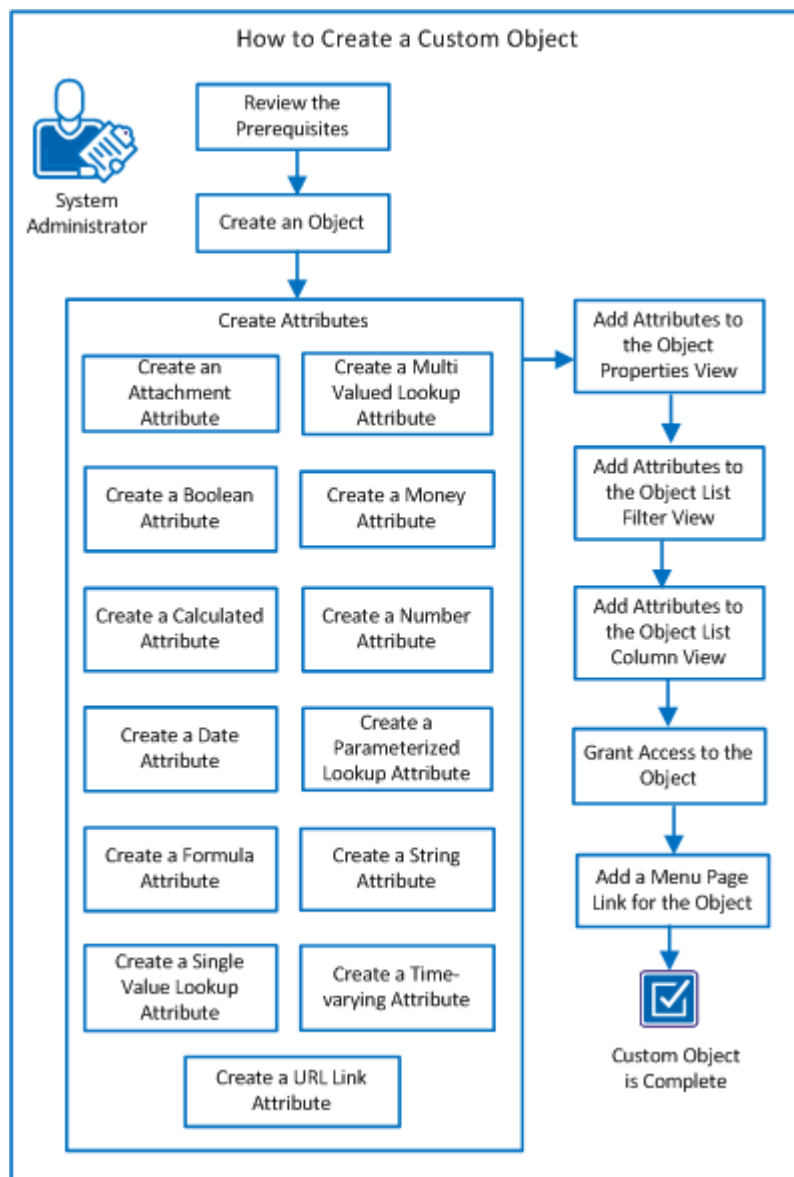 How to Create a Custom Object
System
Administrator
Review the
Prerequisites
Create an Object
Create Attributes
Create an
Attachment
Attribute
Create a Multi
Valued Lookup
Attribute
Create a Boolean
Attribute
Create a Money
Attribute
Create a Calculated
Attribute
Create a Number
Attribute
Create a Date
Attribute
Create a
Parameterized
Lookup Attribute
Create a Formula
Attribute
Create a String
Attribute
Create a Single
Value Lookup
Attribute
Create a Time-
varying Attribute
Create a URL Link
Attribute
Add Attributes to
the Object
Properties View
Add Attributes to
the Object List
Filter View
Add Attributes to
the Object List
Column View
Grant Access to the
Object
Add a Menu Page
Link for the Object
Custom Object
is Complete